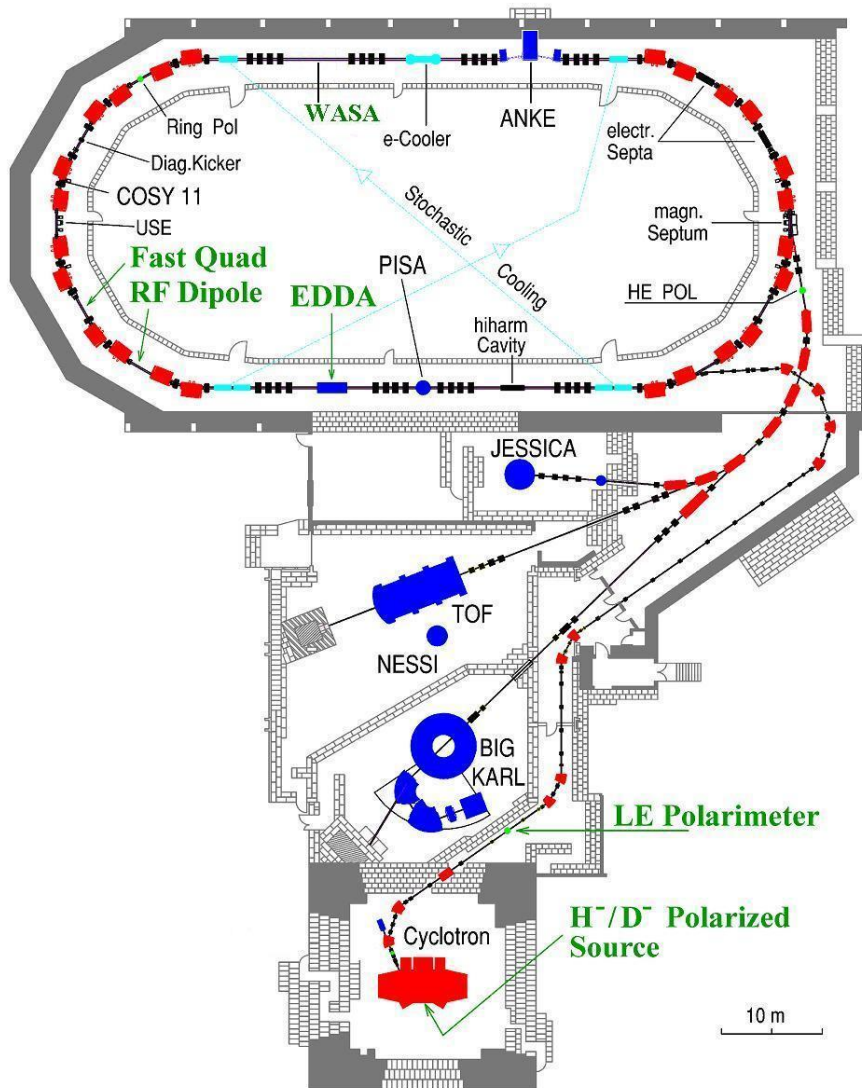 Ring Pol
WASA
e-Cooler
ANKE
electr.
Septa
Diag.Kicker
COSY 11
USE
magn.
Septum
Stochastic
Cooling
Fast Quad
RF Dipole
EDDA
PISA
hiharm
Cavity
HE POL
JESSICA
TOF
NESSI
BIG
KARL
LE Polarimeter
Cyclotron
H⁻/D⁻ Polarized
Source
10 m